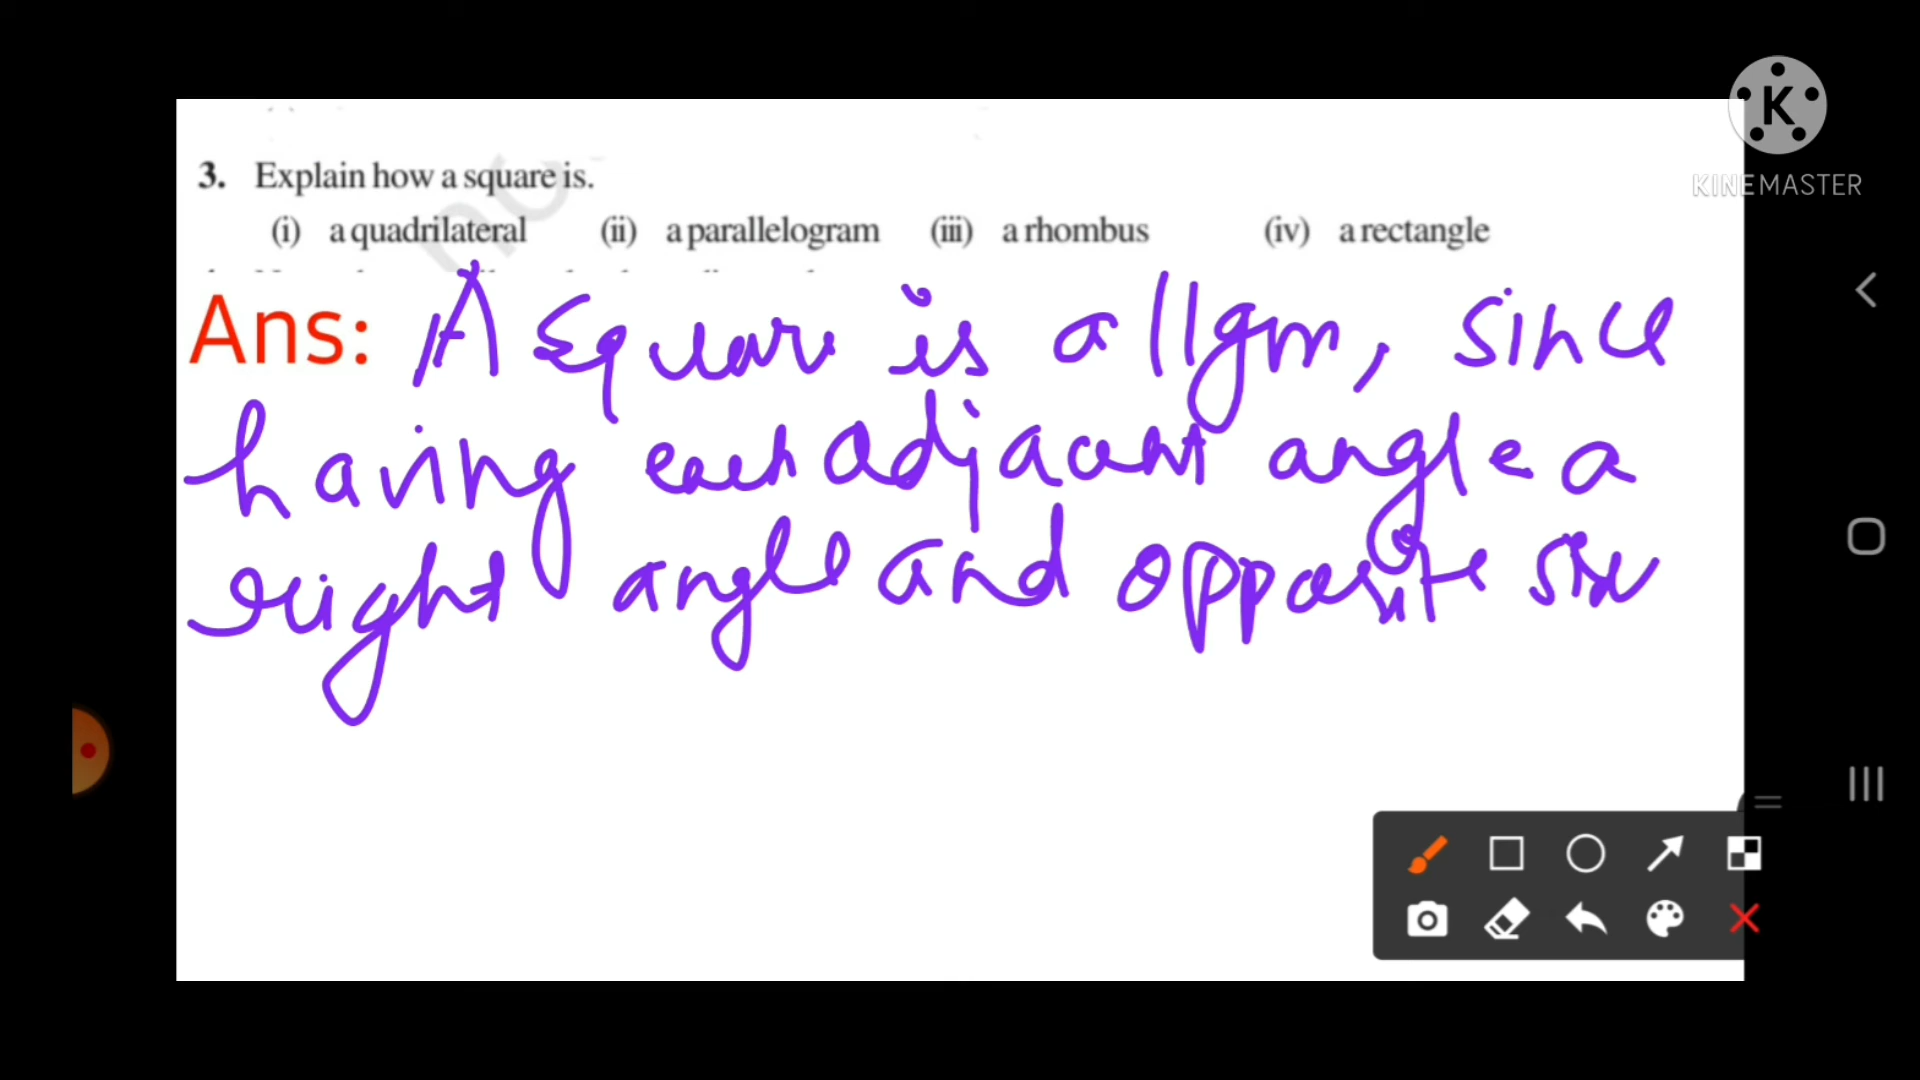 K
KINEMASTER
3. Explain how a square is.
(i) a quadrilateral (ii) a parallelogram (iii) a rhombus (iv) a rectangle
Ans: A square is a llgm, since
having each adjacent angle a
right angle and opposite